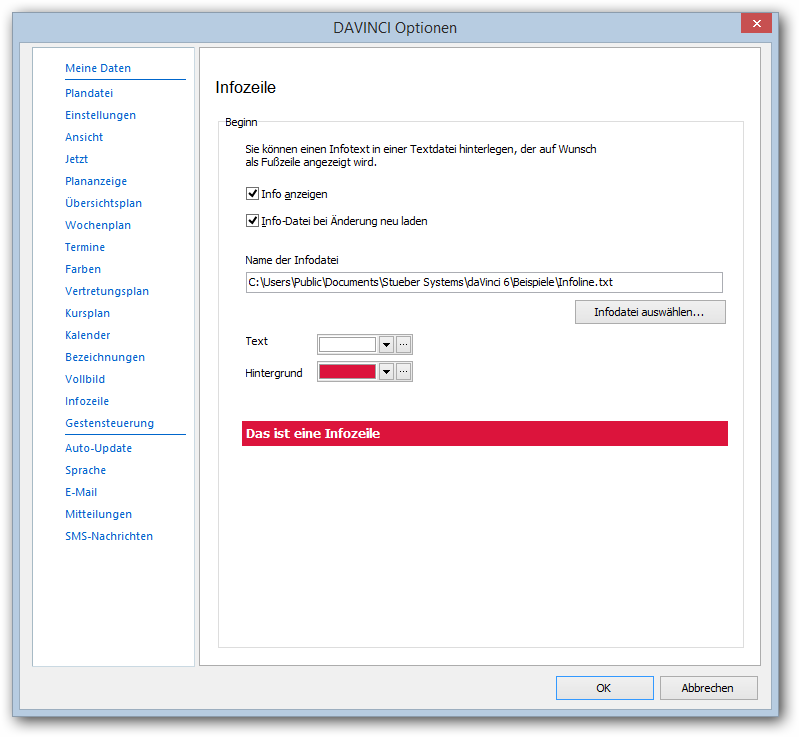 DAVINCI Optionen
Meine Daten
Plandatei
Einstellungen
Ansicht
Jetzt
Plananzeige
Übersichtsplan
Wochenplan
Termine
Farben
Vertretungsplan
Kursplan
Kalender
Bezeichnungen
Vollbild
Infozeile
Gestensteuerung
Auto-Update
Sprache
E-Mail
Mitteilungen
SMS-Nachrichten
Infozeile
Beginn
Sie können einen Infotext in einer Textdatei hinterlegen, der auf Wunsch
als Fußzeile angezeigt wird.
Info anzeigen
Info-Datei bei Änderung neu laden
Name der Infodatei
C:\Users\Public\Documents\Stueber Systems\daVinci 6\Beispiele\Infoline.txt
Infodatei auswählen...
Text
...
Hintergrund
...
Das ist eine Infozeile
OK
Abbrechen